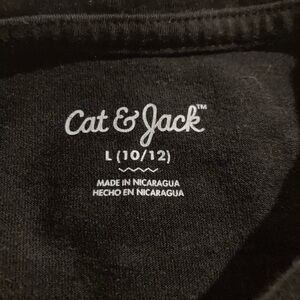 Cat & Jack™
L (10/12)
MADE IN NICARAGUA
HECHO EN NICARAGUA